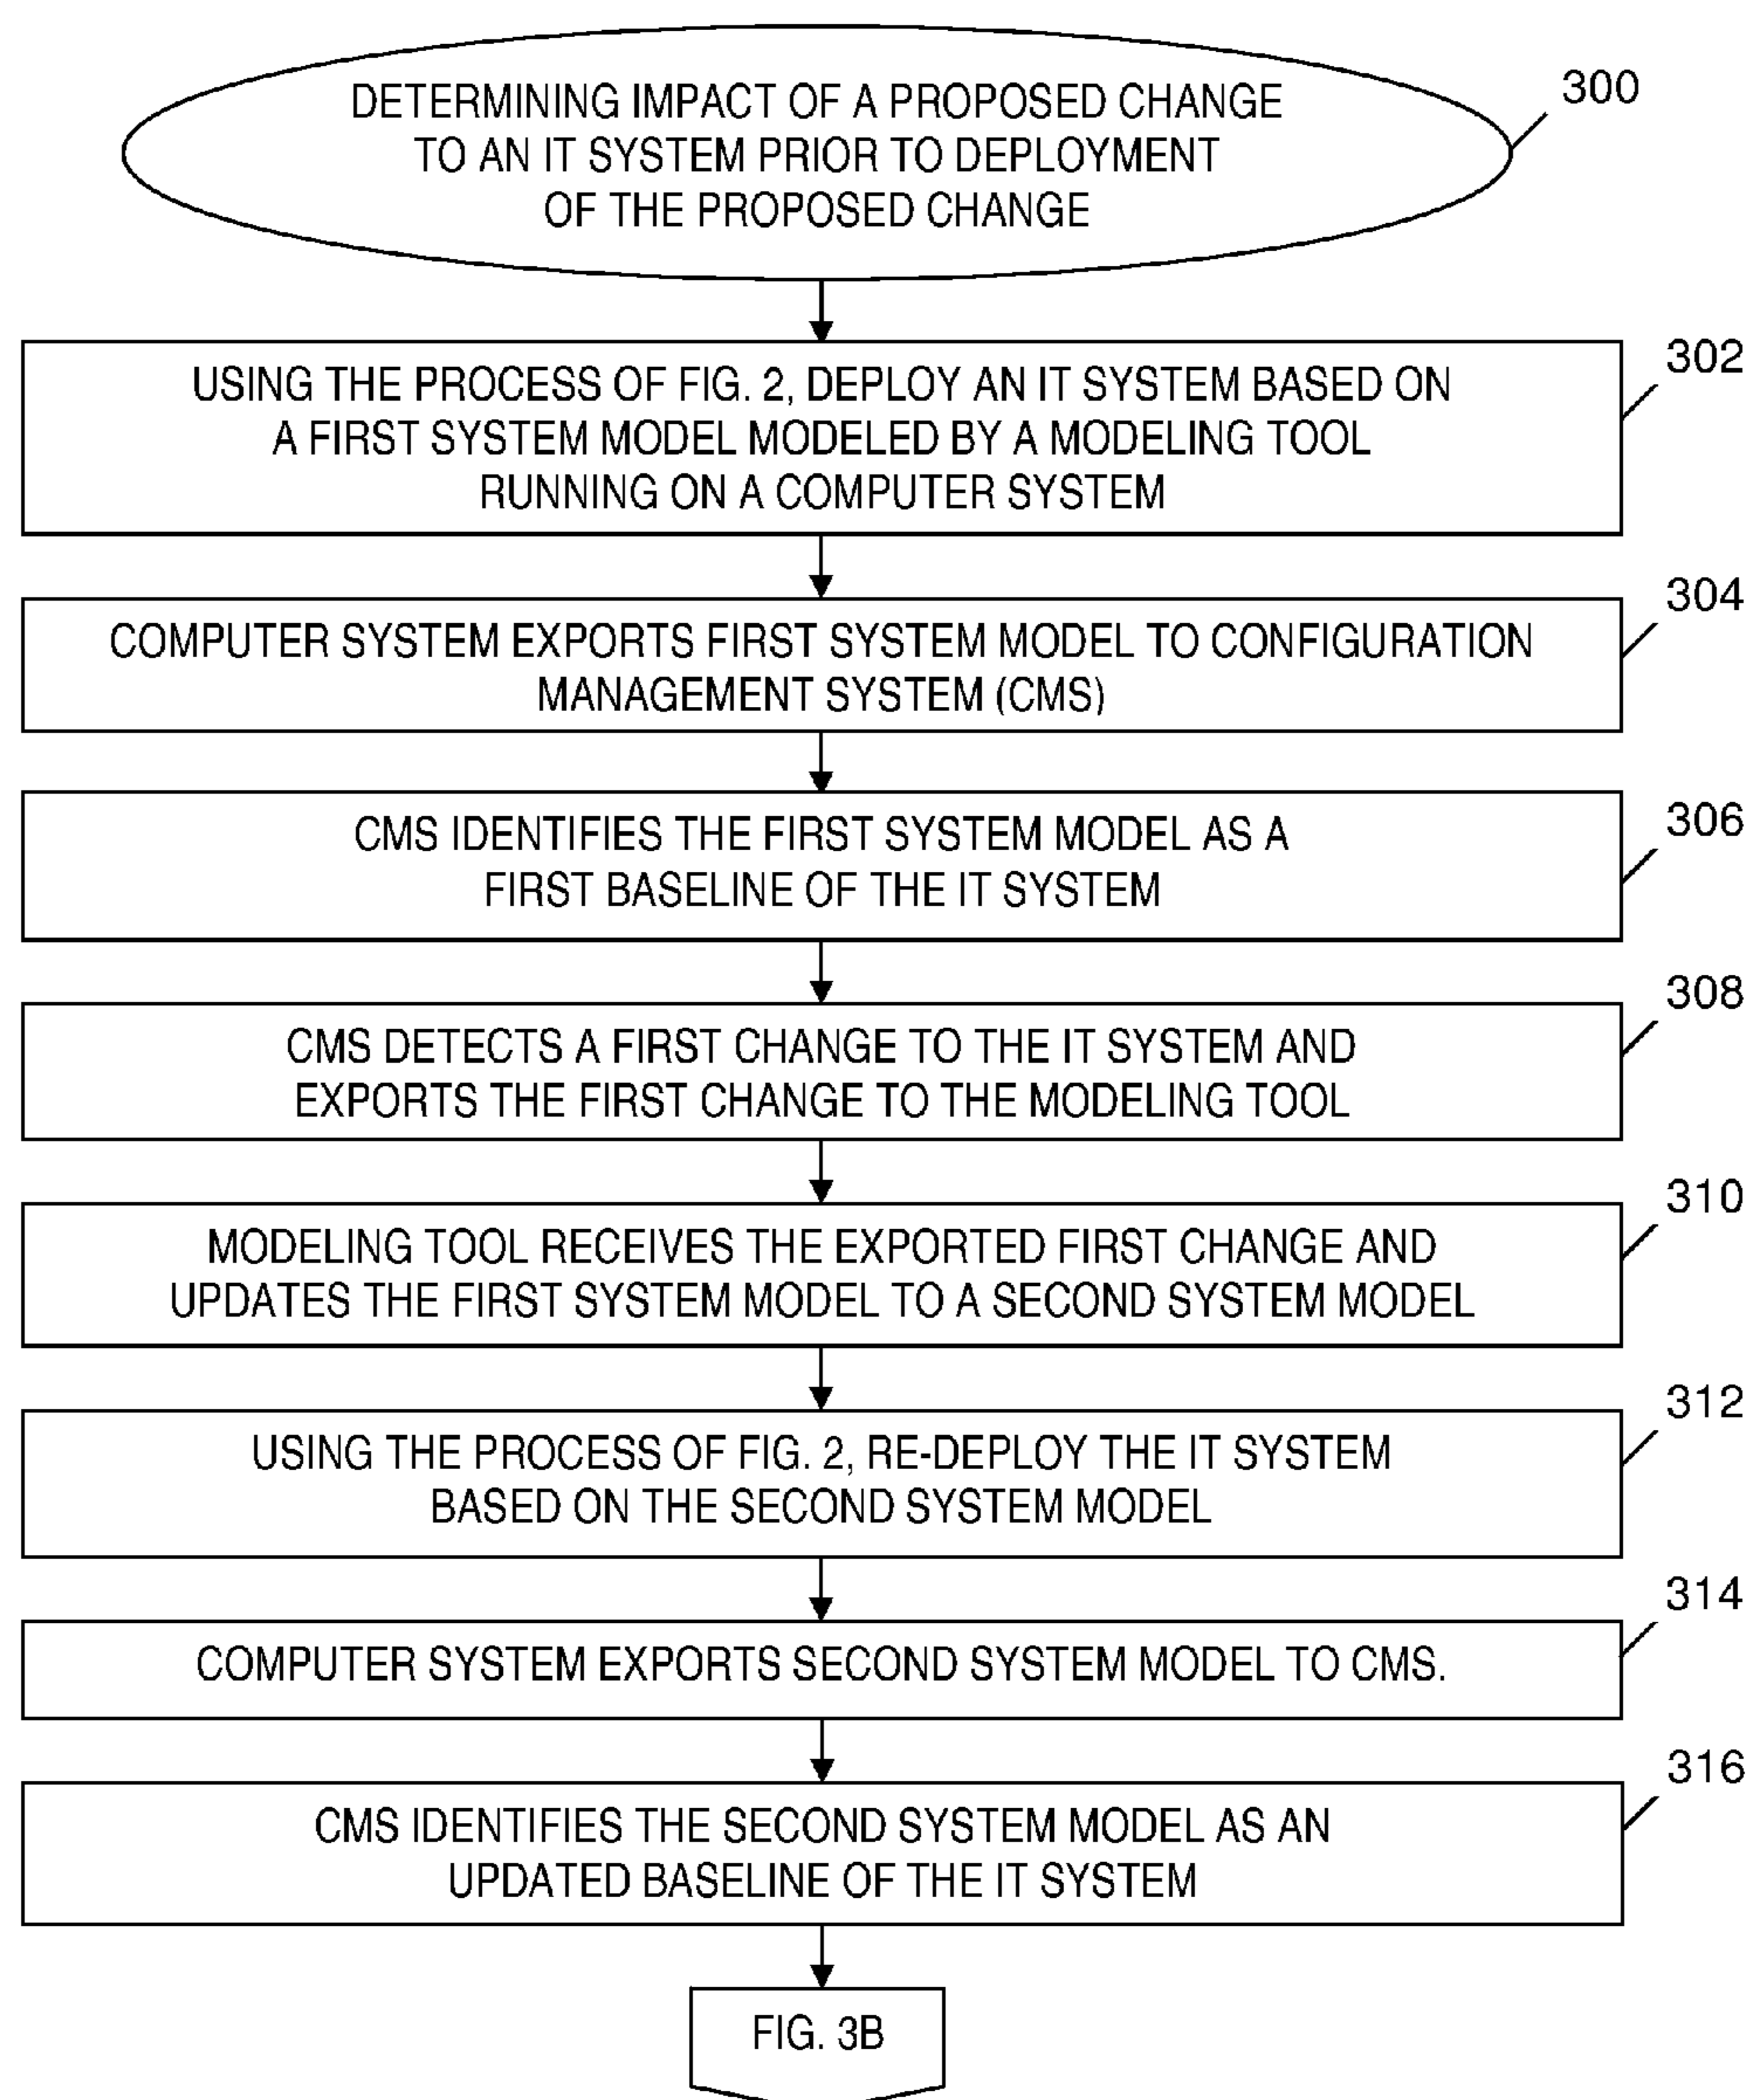 DETERMINING IMPACT OF A PROPOSED CHANGE
TO AN IT SYSTEM PRIOR TO DEPLOYMENT
OF THE PROPOSED CHANGE
300
302
USING THE PROCESS OF FIG. 2, DEPLOY AN IT SYSTEM BASED ON
A FIRST SYSTEM MODEL MODELED BY A MODELING TOOL
RUNNING ON A COMPUTER SYSTEM
304
COMPUTER SYSTEM EXPORTS FIRST SYSTEM MODEL TO CONFIGURATION
MANAGEMENT SYSTEM (CMS)
306
CMS IDENTIFIES THE FIRST SYSTEM MODEL AS A
FIRST BASELINE OF THE IT SYSTEM
308
CMS DETECTS A FIRST CHANGE TO THE IT SYSTEM AND
EXPORTS THE FIRST CHANGE TO THE MODELING TOOL
310
MODELING TOOL RECEIVES THE EXPORTED FIRST CHANGE AND
UPDATES THE FIRST SYSTEM MODEL TO A SECOND SYSTEM MODEL
312
USING THE PROCESS OF FIG. 2, RE-DEPLOY THE IT SYSTEM
BASED ON THE SECOND SYSTEM MODEL
314
COMPUTER SYSTEM EXPORTS SECOND SYSTEM MODEL TO CMS.
316
CMS IDENTIFIES THE SECOND SYSTEM MODEL AS AN
UPDATED BASELINE OF THE IT SYSTEM
FIG. 3B